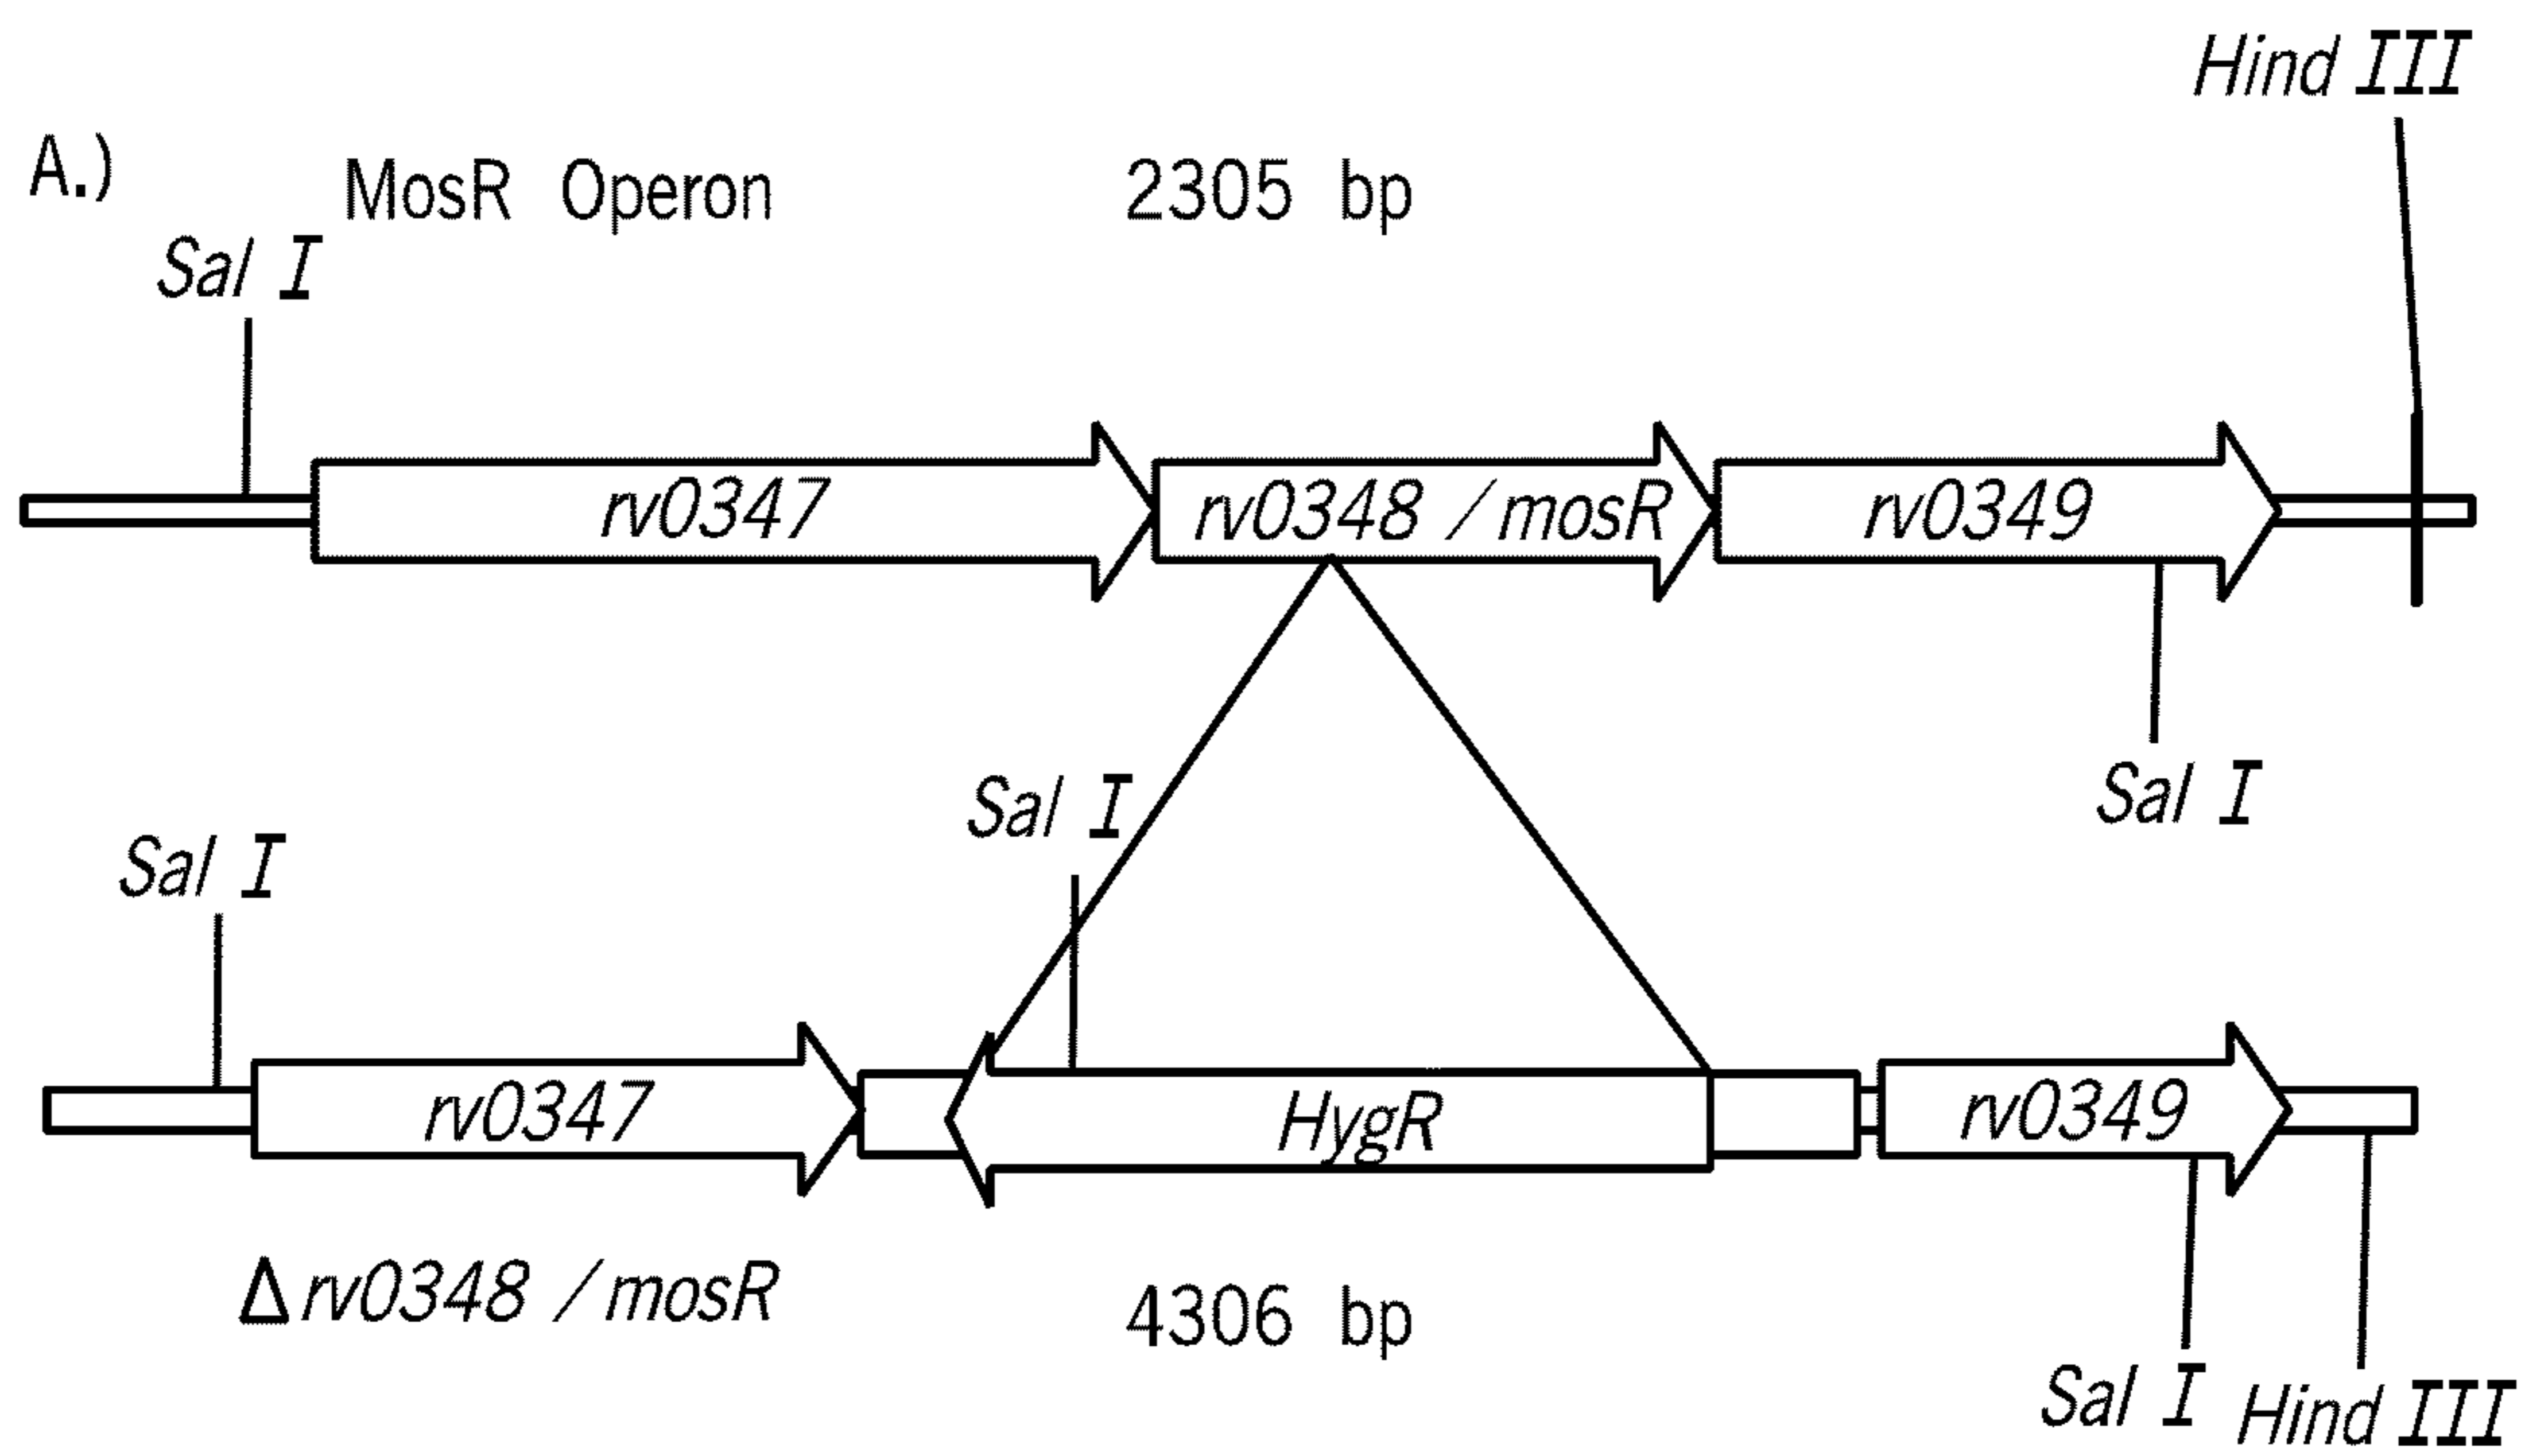 Hind III
A.) MosR Operon 2305 bp
Sal I
rv0347 rv0348 / mosR rv0349
Sal I
Sal I
Sal I
rv0347 HygR rv0349
Δ rv0348 / mosR 4306 bp
Sal I Hind III